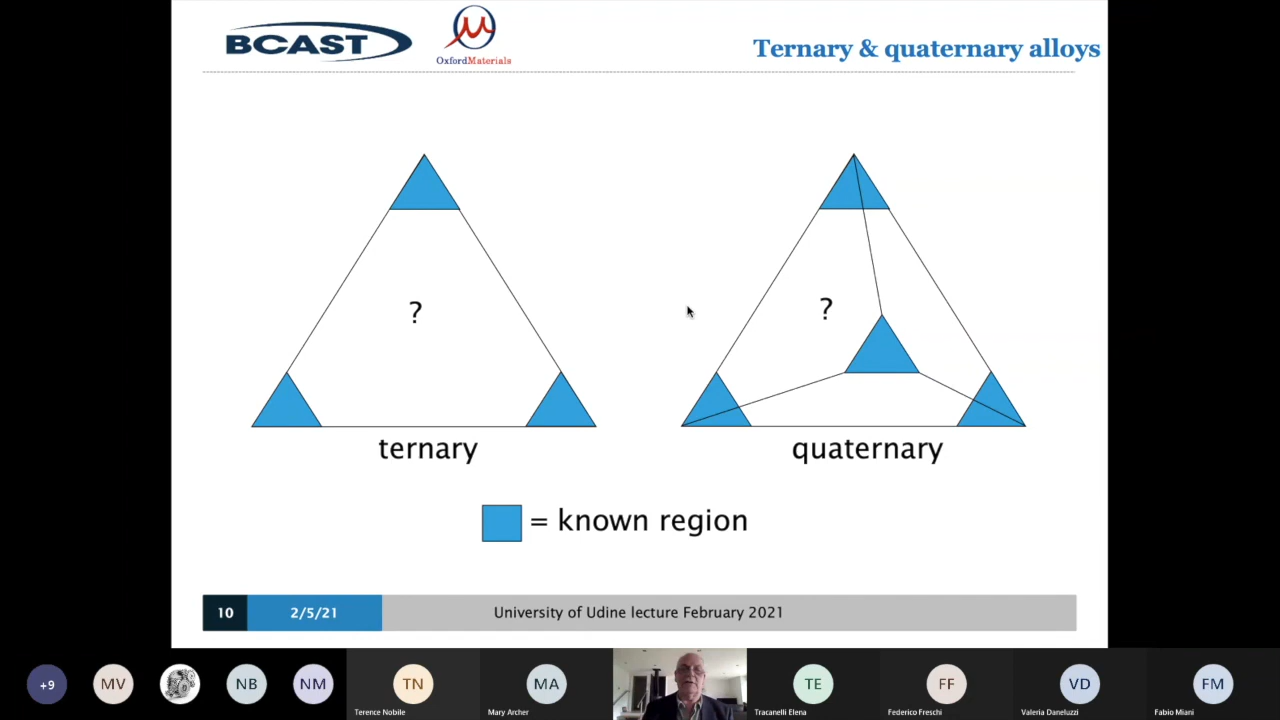 BCAST
OxfordMaterials
Ternary & quaternary alloys
?
?
ternary
quaternary
= known region
10
2/5/21
University of Udine lecture February 2021
+9
MV
NB
NM
TN
MA
TE
FF
VD
FM
Terence Nobile
Mary Archer
Tracanelli Elena
Federico Freschi
Valeria Daneluzzi
Fabio Miani